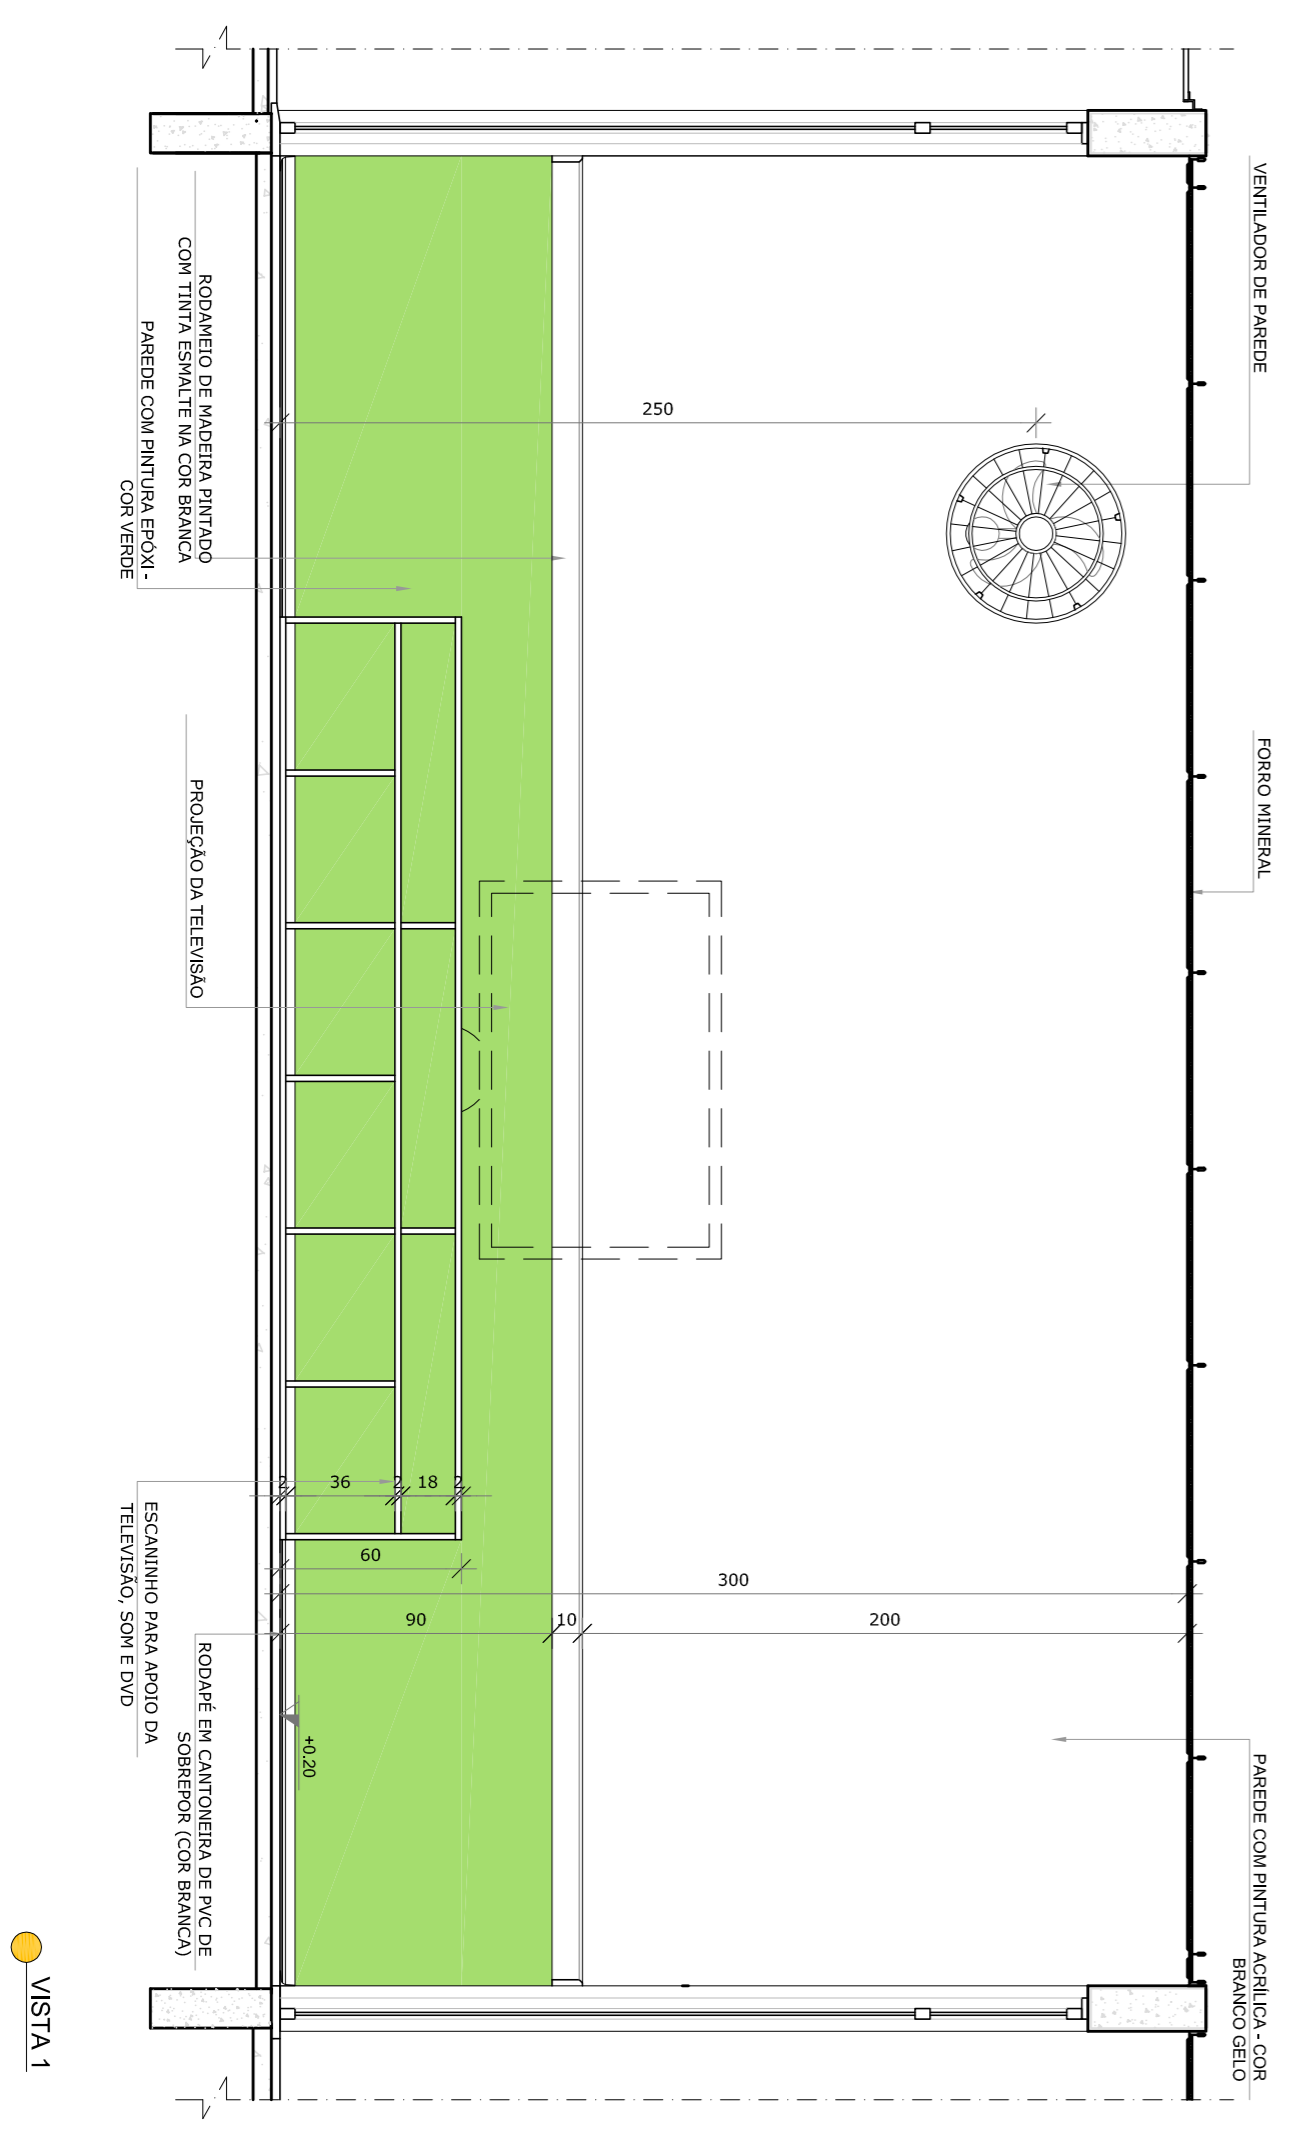 VENTILADOR DE PAREDE
FORRO MINERAL
PAREDE COM PINTURA ACRÍLICA - COR
BRANCO GELO
250
2
36
2
18
2
60
300
90
10
200
+0.20
RODAMEIO DE MADEIRA PINTADO
COM TINTA ESMALTE NA COR BRANCA
PAREDE COM PINTURA EPÓXI -
COR VERDE
PROJEÇÃO DA TELEVISÃO
ESCANINHO PARA APOIO DA
TELEVISÃO, SOM E DVD
RODAPÉ EM CANTONEIRA DE PVC DE
SOBREPOR (COR BRANCA)
VISTA 1